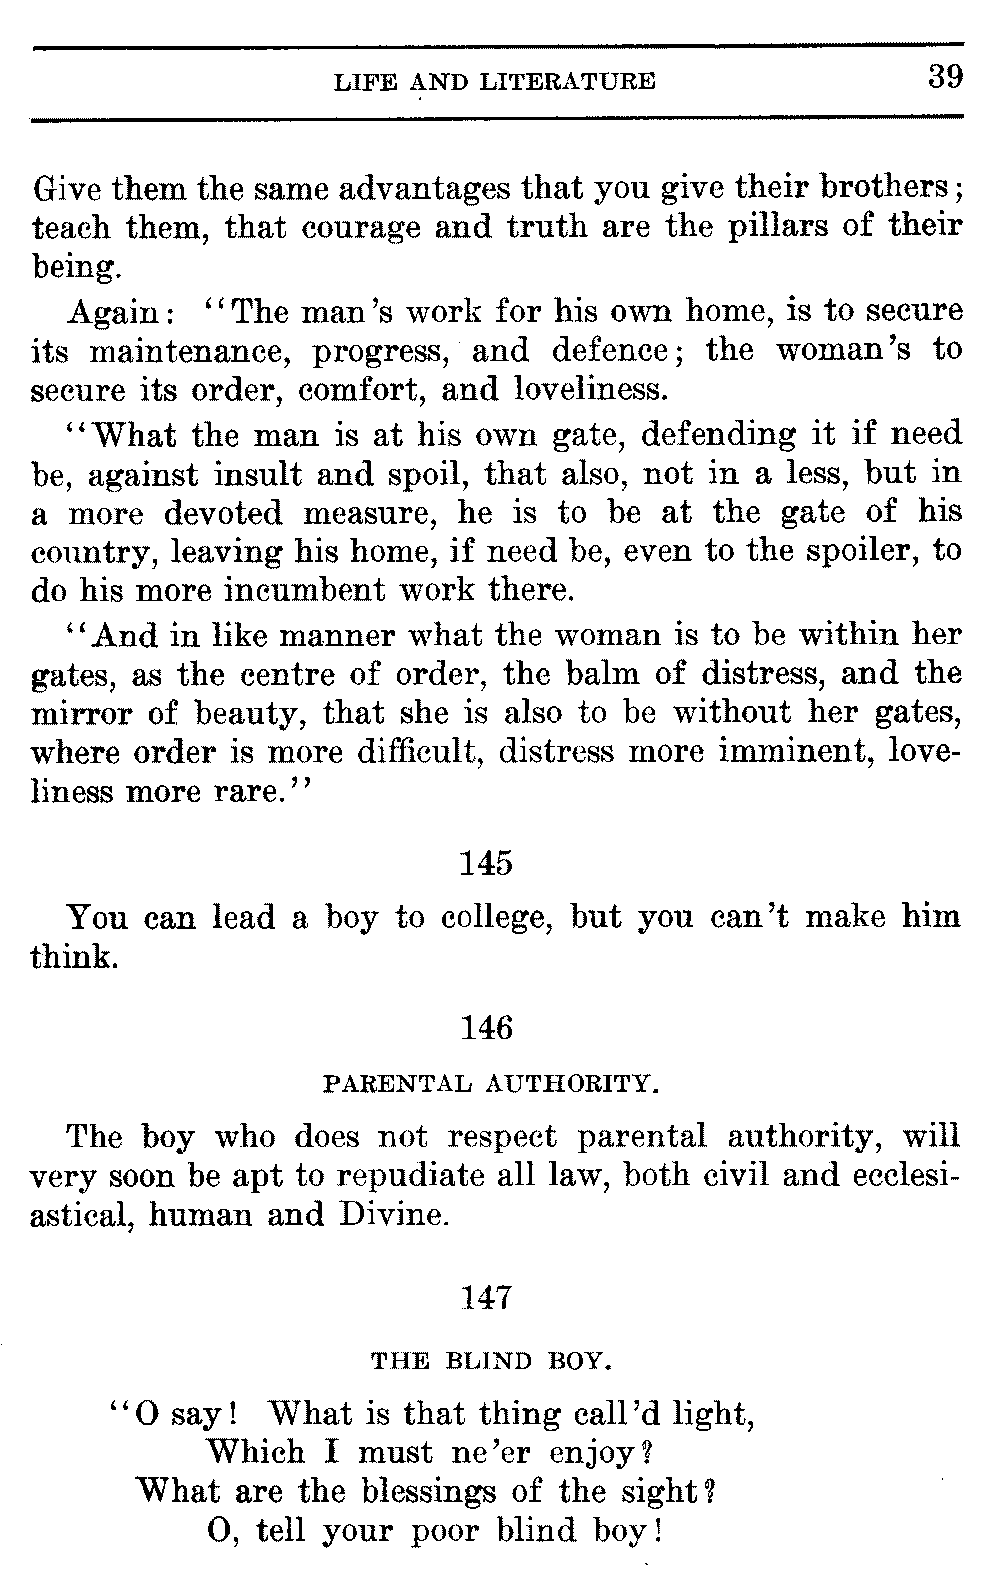 LIFE AND LITERATURE 39
Give them the same advantages that you give their brothers;
teach them, that courage and truth are the pillars of their
being.
Again: "The man's work for his own home, is to secure
its maintenance, progress, and defence; the woman's to
secure its order, comfort, and loveliness.
"What the man is at his own gate, defending it if need
be, against insult and spoil, that also, not in a less, but in
a more devoted measure, he is to be at the gate of his
country, leaving his home, if need be, even to the spoiler, to
do his more incumbent work there.
"And in like manner what the woman is to be within her
gates, as the centre of order, the balm of distress, and the
mirror of beauty, that she is also to be without her gates,
where order is more difficult, distress more imminent, love-
liness more rare."
145
You can lead a boy to college, but you can't make him
think.
146
PARENTAL AUTHORITY.
The boy who does not respect parental authority, will
very soon be apt to repudiate all law, both civil and ecclesi-
astical, human and Divine.
147
THE BLIND BOY.
"O say! What is that thing call'd light,
Which I must ne'er enjoy?
What are the blessings of the sight?
O, tell your poor blind boy!